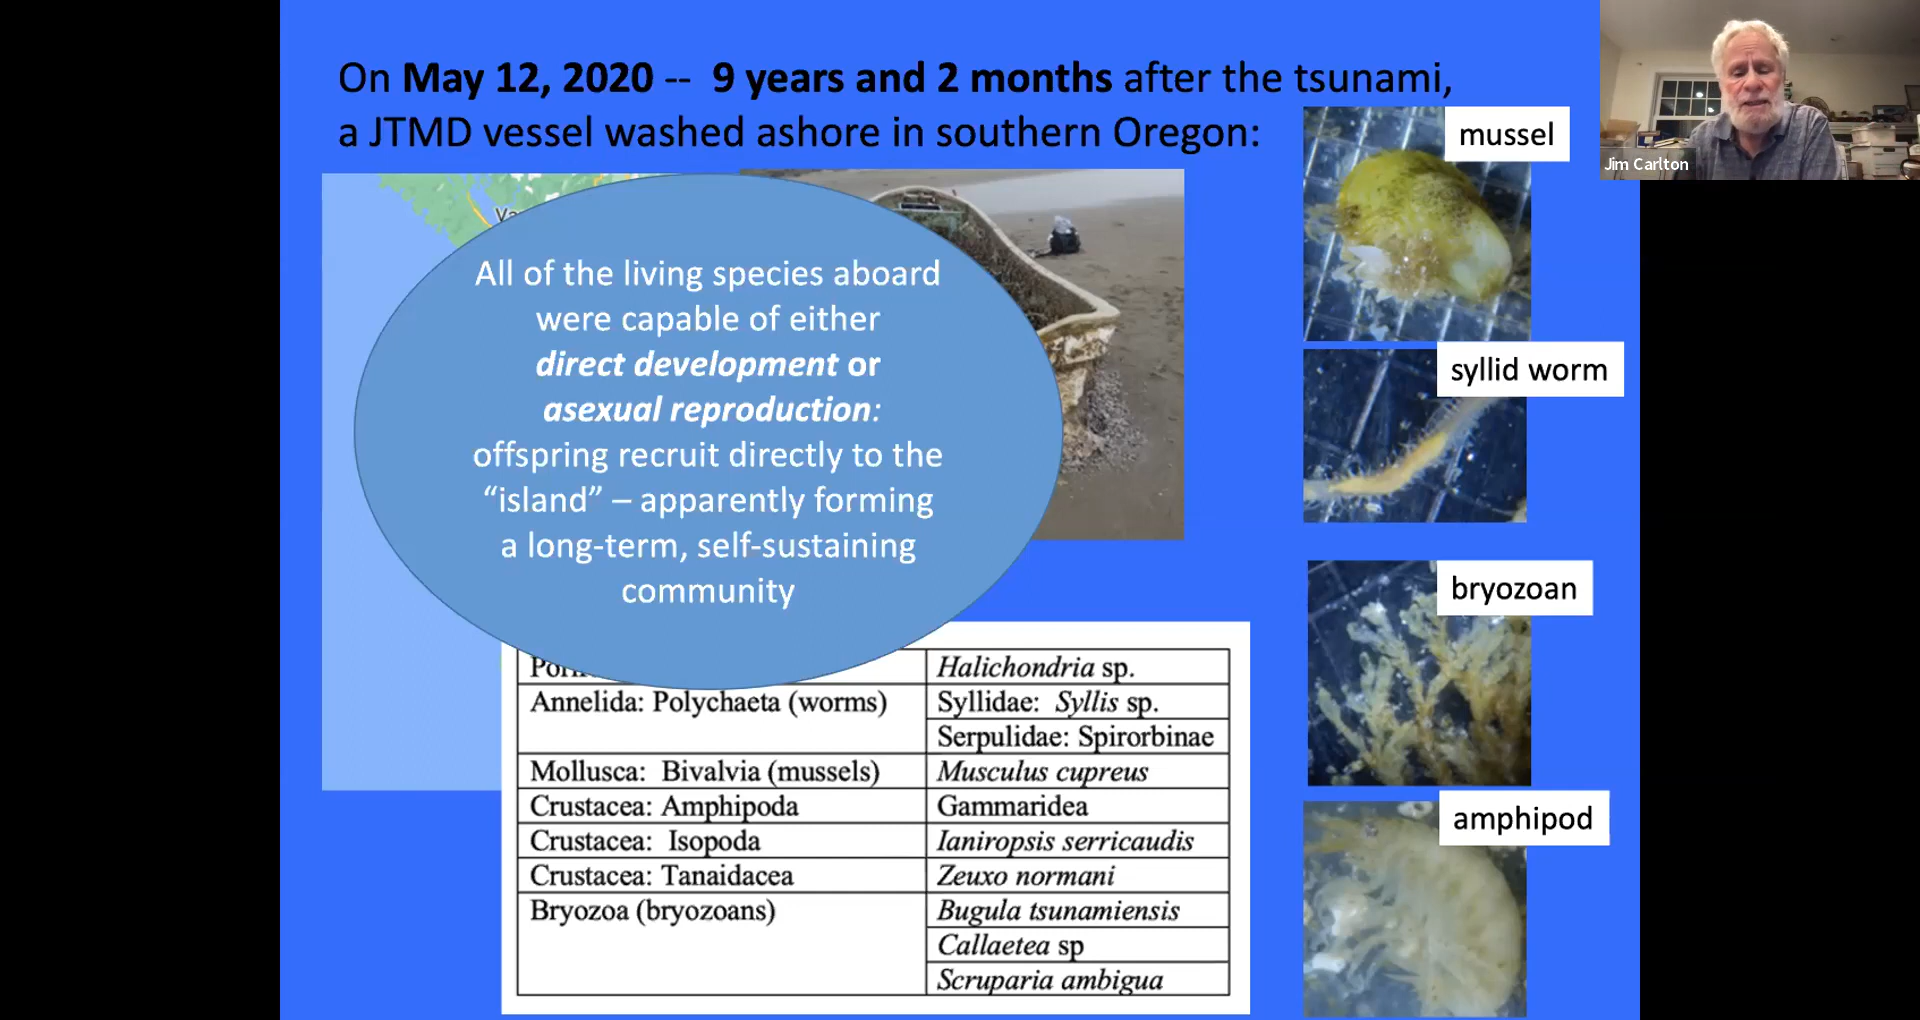 On May 12, 2020 -- 9 years and 2 months after the tsunami,
a JTMD vessel washed ashore in southern Oregon:
mussel
Jim Carlton
All of the living species aboard
were capable of either
direct development or
asexual reproduction:
offspring recruit directly to the
“island” – apparently forming
a long-term, self-sustaining
community
syllid worm
bryozoan
amphipod
Halichondria sp.
Annelida: Polychaeta (worms) Syllidae: Syllis sp.
Serpulidae: Spirorbinae
Mollusca: Bivalvia (mussels) Musculus cupreus
Crustacea: Amphipoda Gammaridea
Crustacea: Isopoda Ianiropsis serricaudis
Crustacea: Tanaidacea Zeuxo normani
Bryozoa (bryozoans) Bugula tsunamiensis
Callaetea sp
Scruparia ambigua